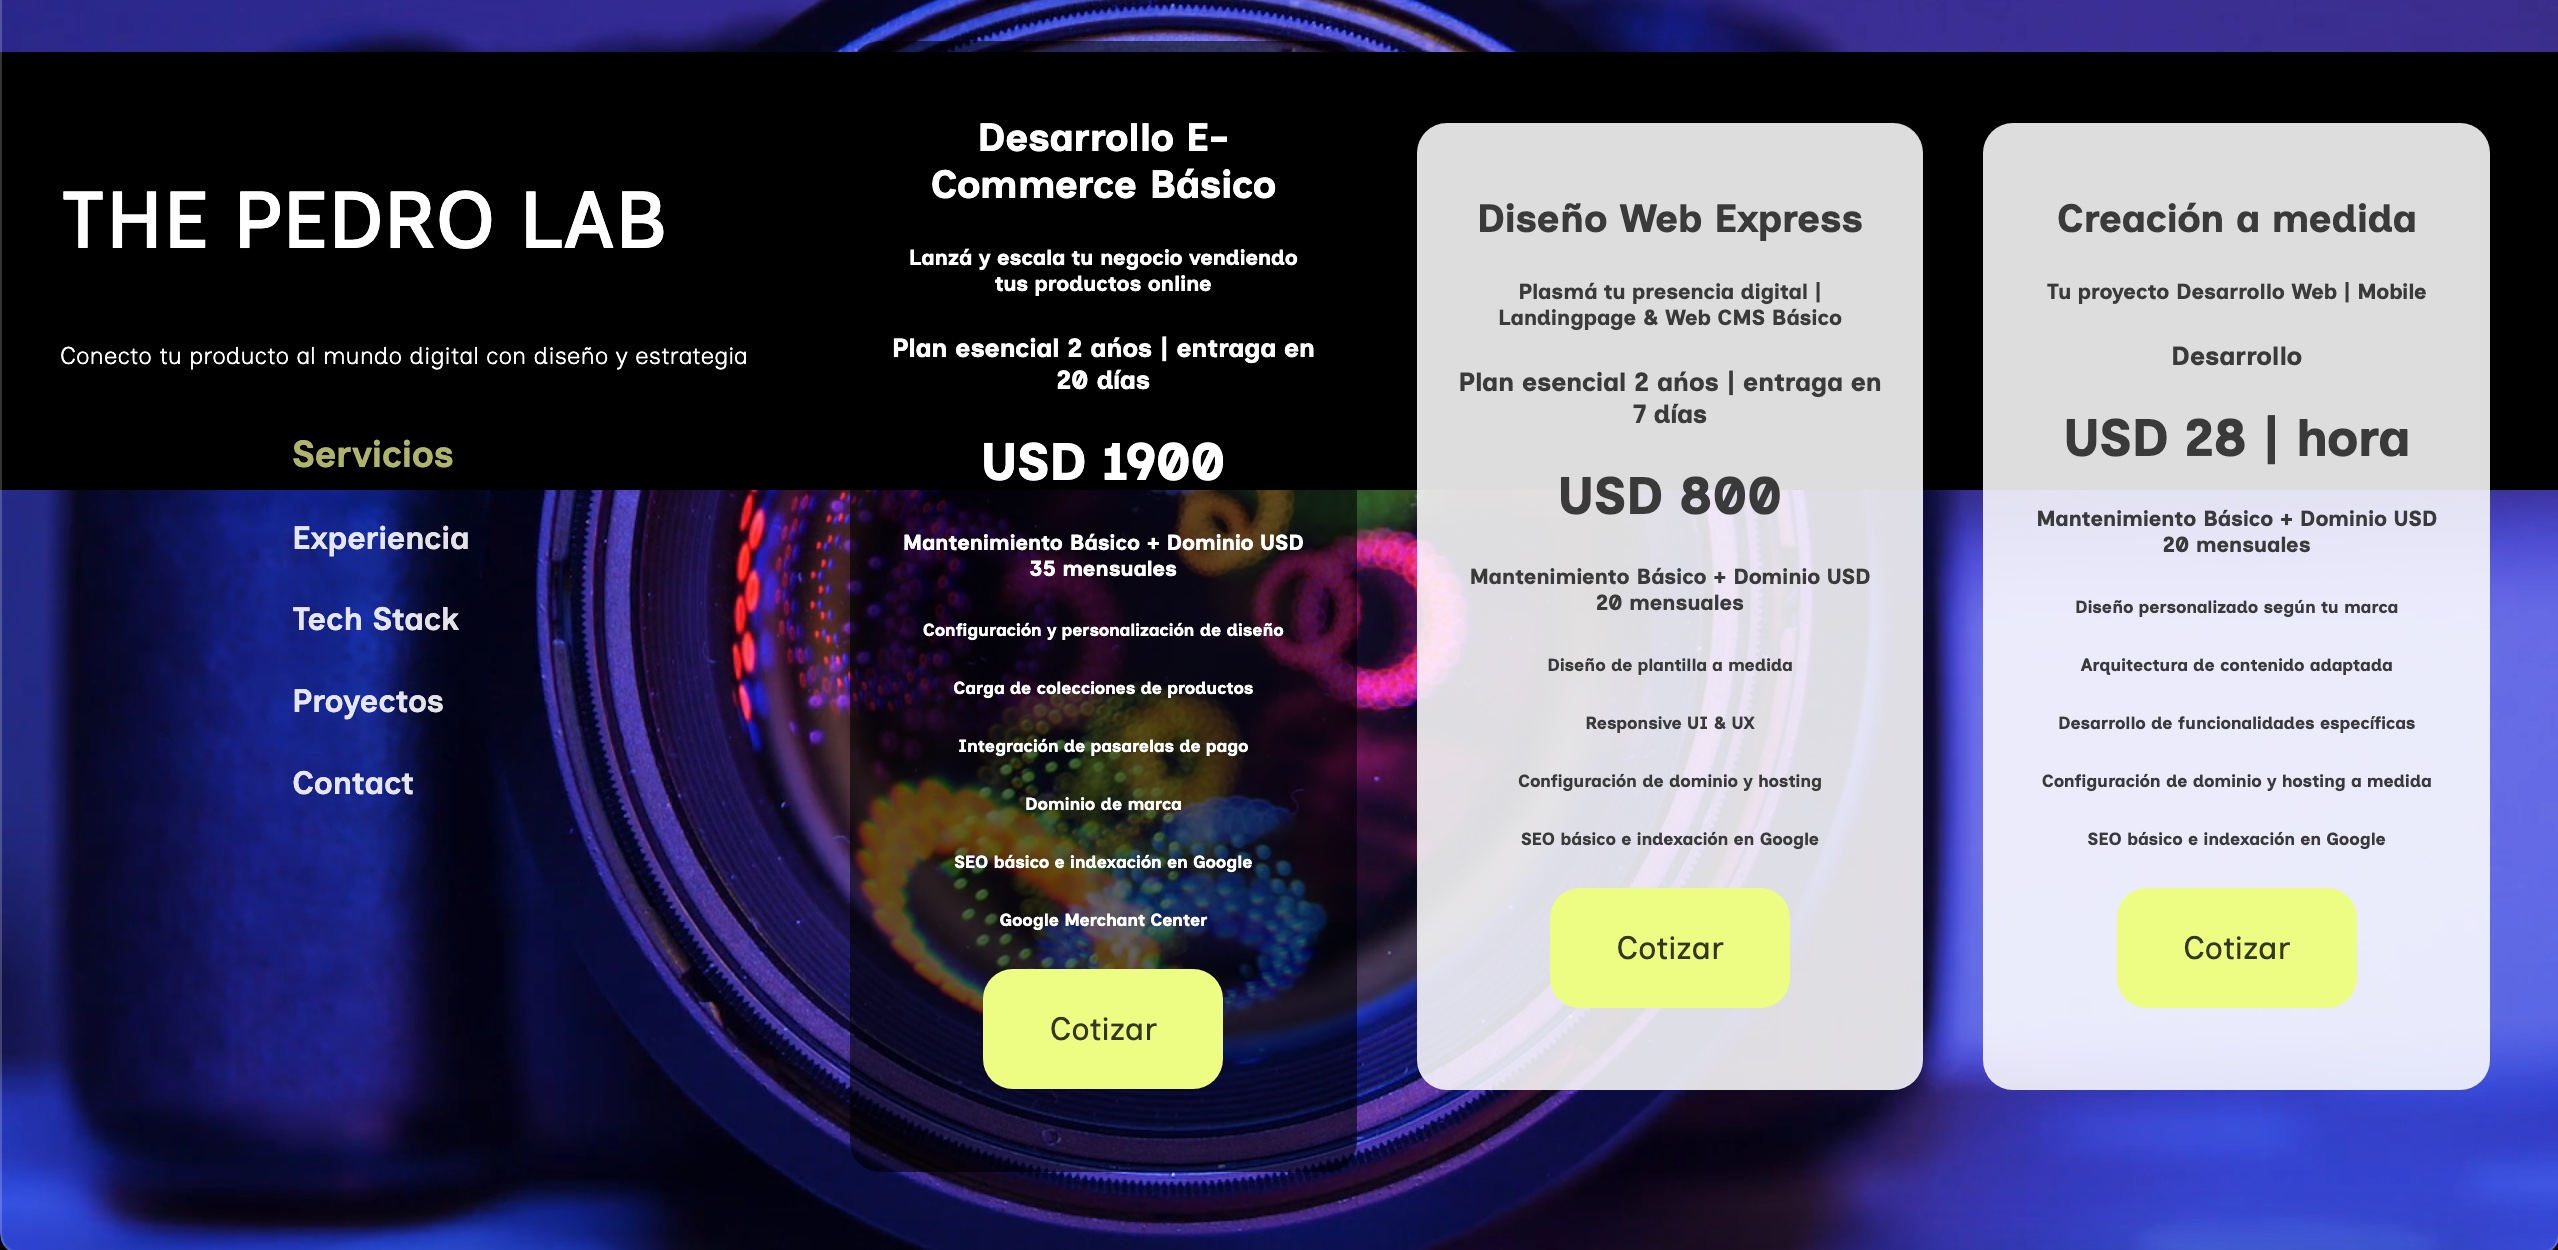 THE PEDRO LAB
Conecto tu producto al mundo digital con diseño y estrategia
Servicios
Experiencia
Tech Stack
Proyectos
Contact
Desarrollo E-
Commerce Básico
Lanzá y escala tu negocio vendiendo
tus productos online
Plan esencial 2 ańos | entraga en
20 días
USD 1900
Mantenimiento Básico + Dominio USD
35 mensuales
Configuración y personalización de diseño
Carga de colecciones de productos
Integración de pasarelas de pago
Dominio de marca
SEO básico e indexación en Google
Google Merchant Center
Cotizar
Diseño Web Express
Plasmá tu presencia digital |
Landingpage & Web CMS Básico
Plan esencial 2 ańos | entraga en
7 días
USD 800
Mantenimiento Básico + Dominio USD
20 mensuales
Diseño de plantilla a medida
Responsive UI & UX
Configuración de dominio y hosting
SEO básico e indexación en Google
Cotizar
Creación a medida
Tu proyecto Desarrollo Web | Mobile
Desarrollo
USD 28 | hora
Mantenimiento Básico + Dominio USD
20 mensuales
Diseño personalizado según tu marca
Arquitectura de contenido adaptada
Desarrollo de funcionalidades específicas
Configuración de dominio y hosting a medida
SEO básico e indexación en Google
Cotizar